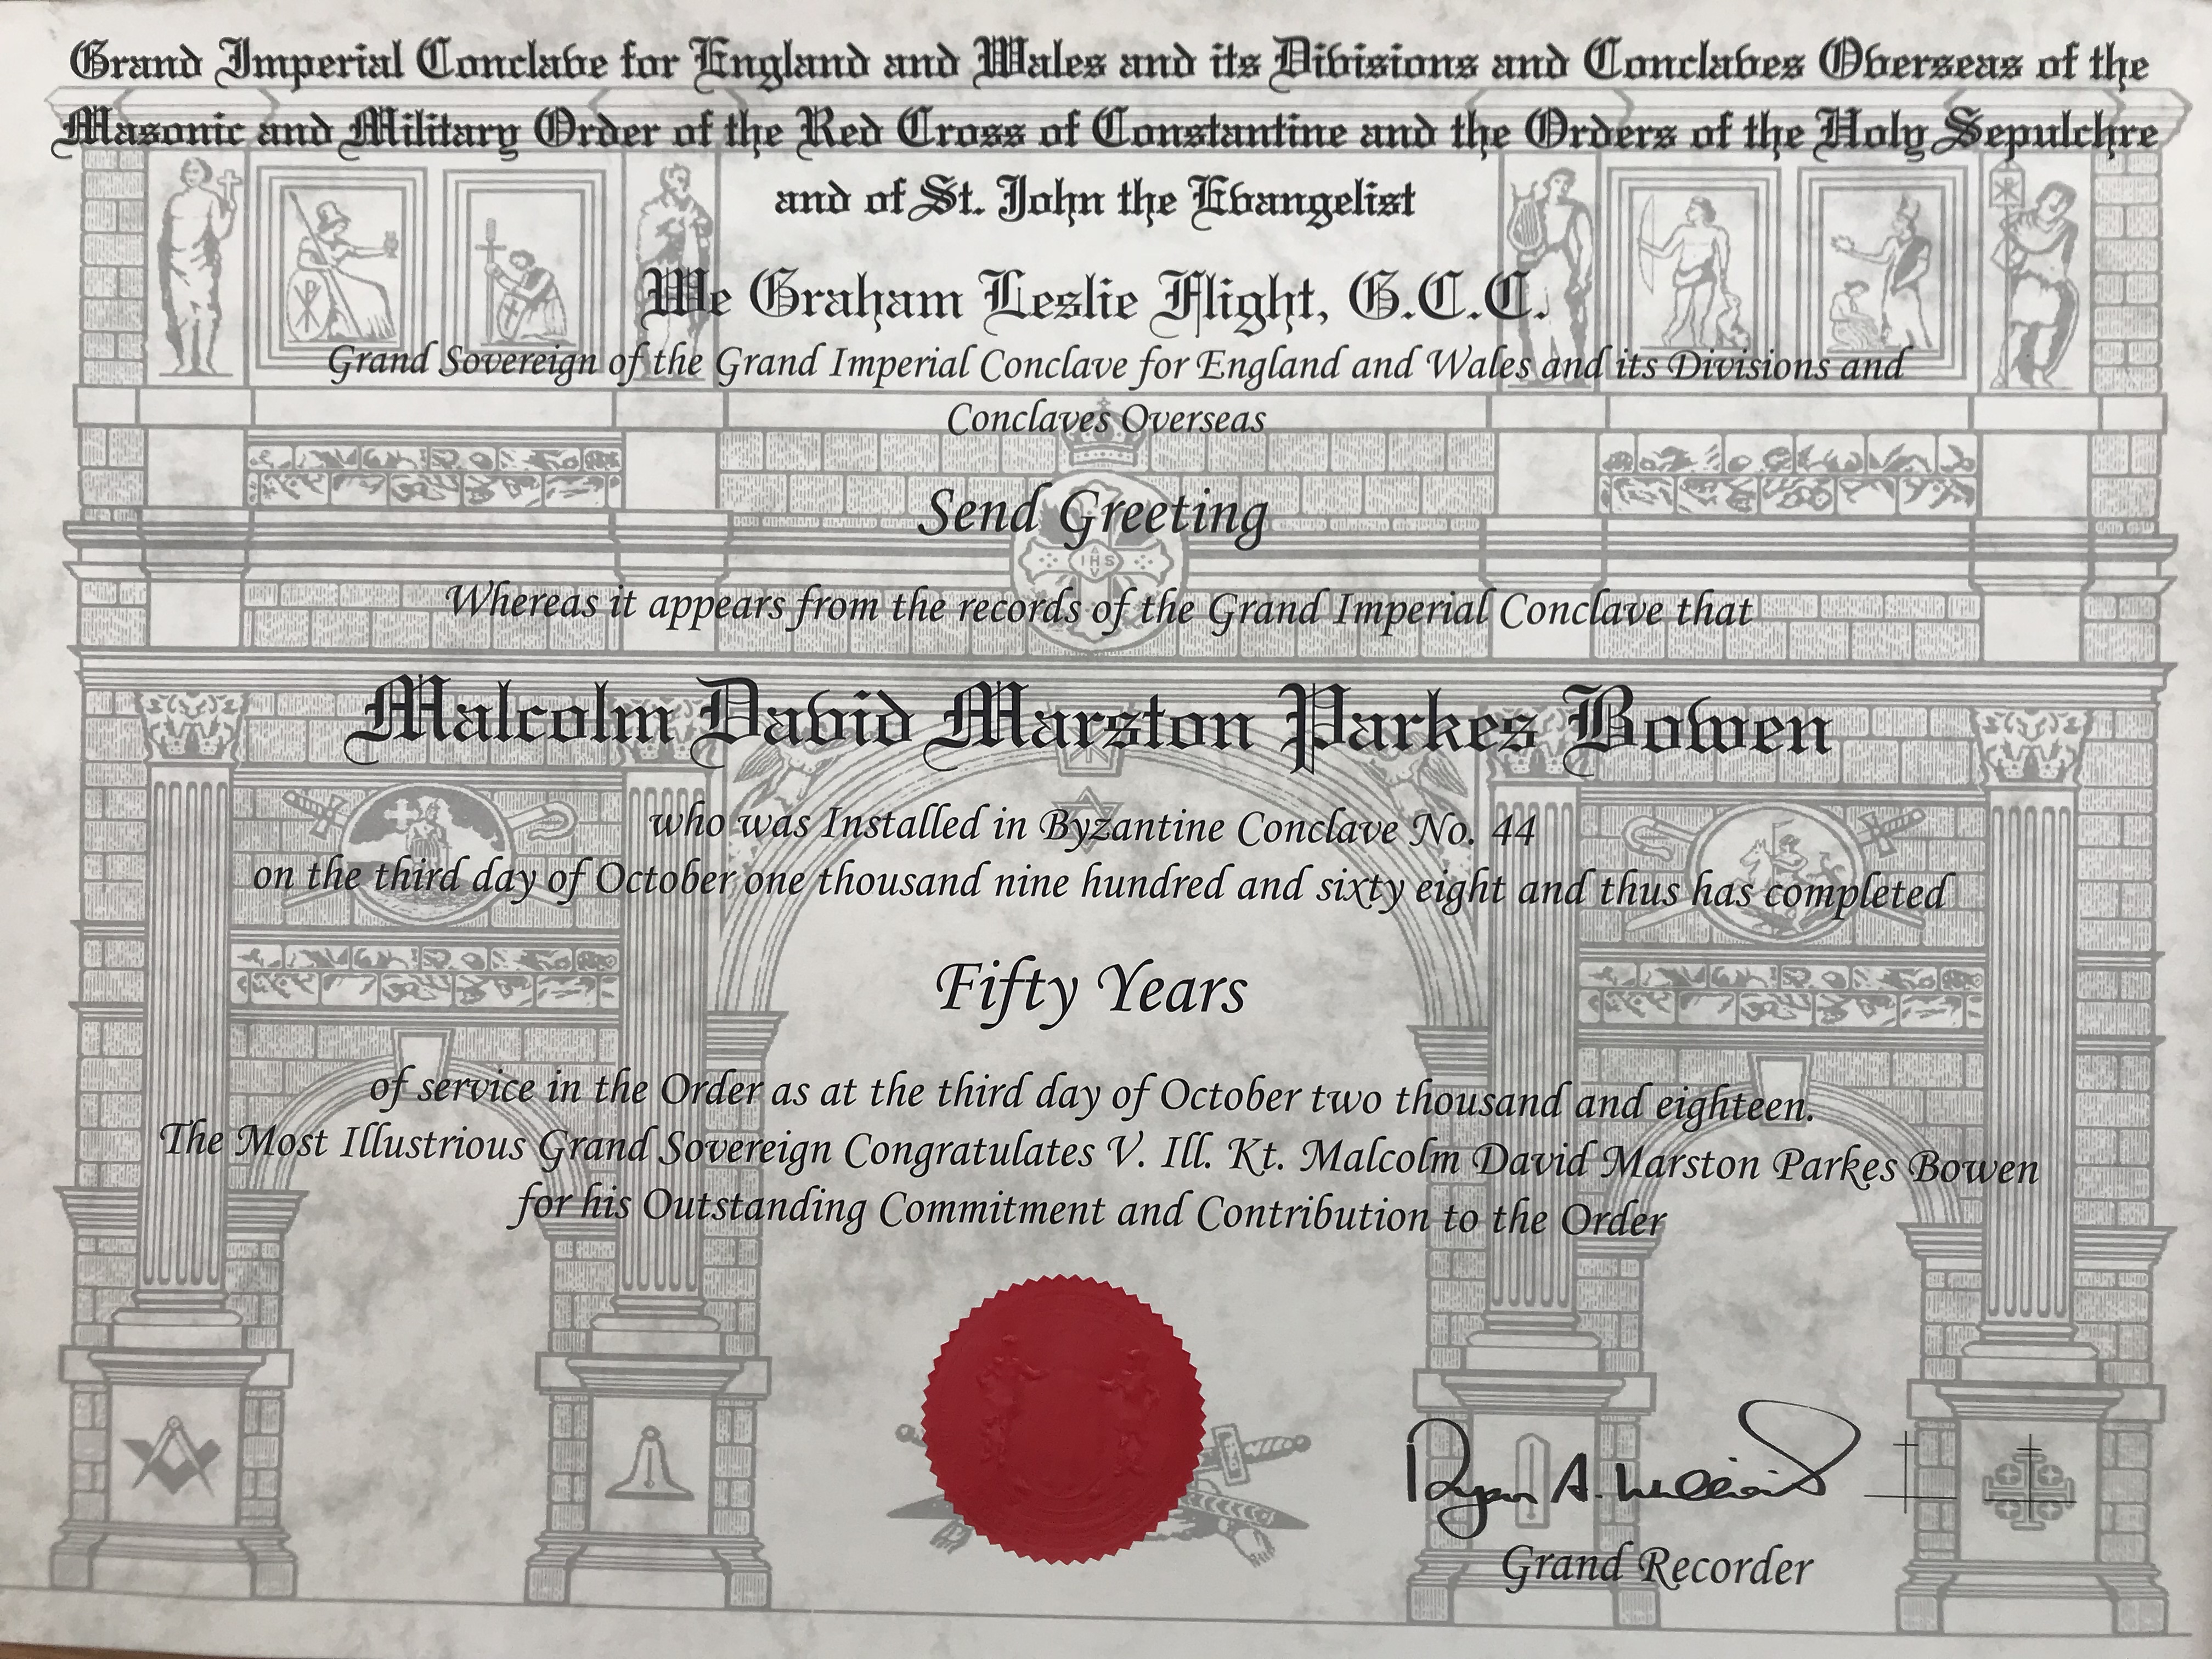 Grand Imperial Conclave for England and Wales and its Divisions and Conclaves Overseas of the
Masonic and Military Order of the Red Cross of Constantine and the Orders of the Holy Sepulchre
and of St. John the Evangelist
We Graham Leslie Flight, G.C.C.
Grand Sovereign of the Grand Imperial Conclave for England and Wales and its Divisions and
Conclaves Overseas
Send Greeting
IHS
Whereas it appears from the records of the Grand Imperial Conclave that
Malcolm David Marston Parkes Bowen
who was Installed in Byzantine Conclave No. 44
on the third day of October one thousand nine hundred and sixty eight and thus has completed
Fifty Years
of service in the Order as at the third day of October two thousand and eighteen.
The Most Illustrious Grand Sovereign Congratulates V. Ill. Kt. Malcolm David Marston Parkes Bowen
for his Outstanding Commitment and Contribution to the Order
Grand Recorder